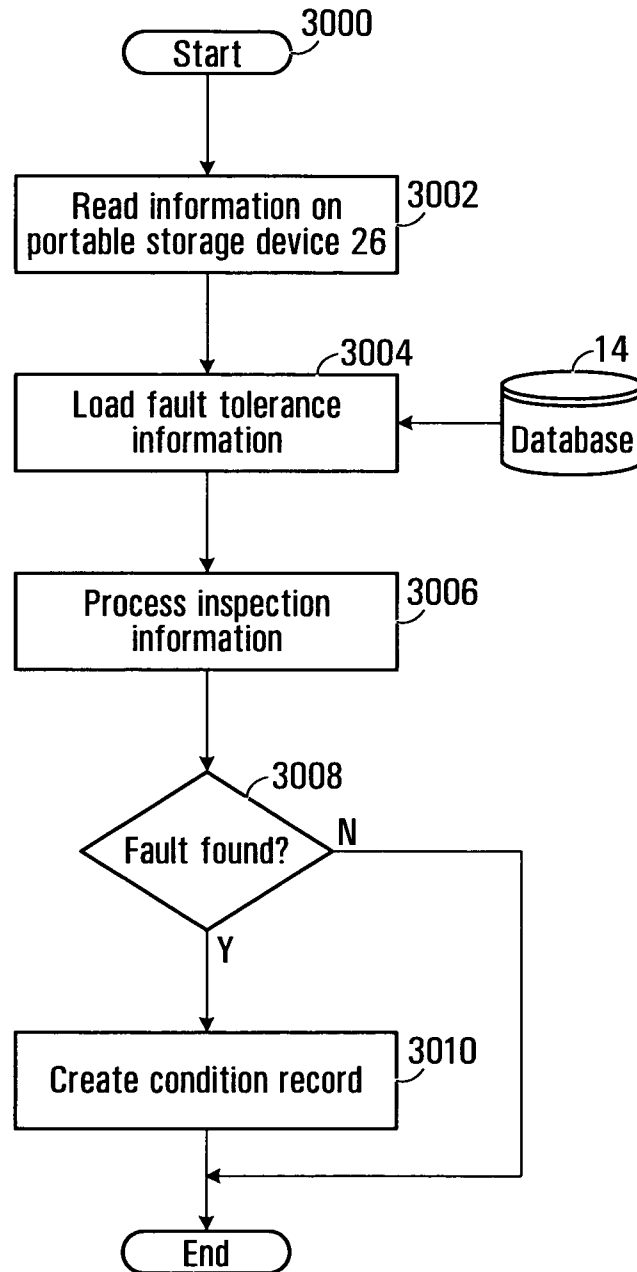 3000
Start
Read information on
portable storage device 26
3002
3004
14
Load fault tolerance
information
Database
Process inspection
information
3006
3008
Fault found?
N
Y
Create condition record
3010
End